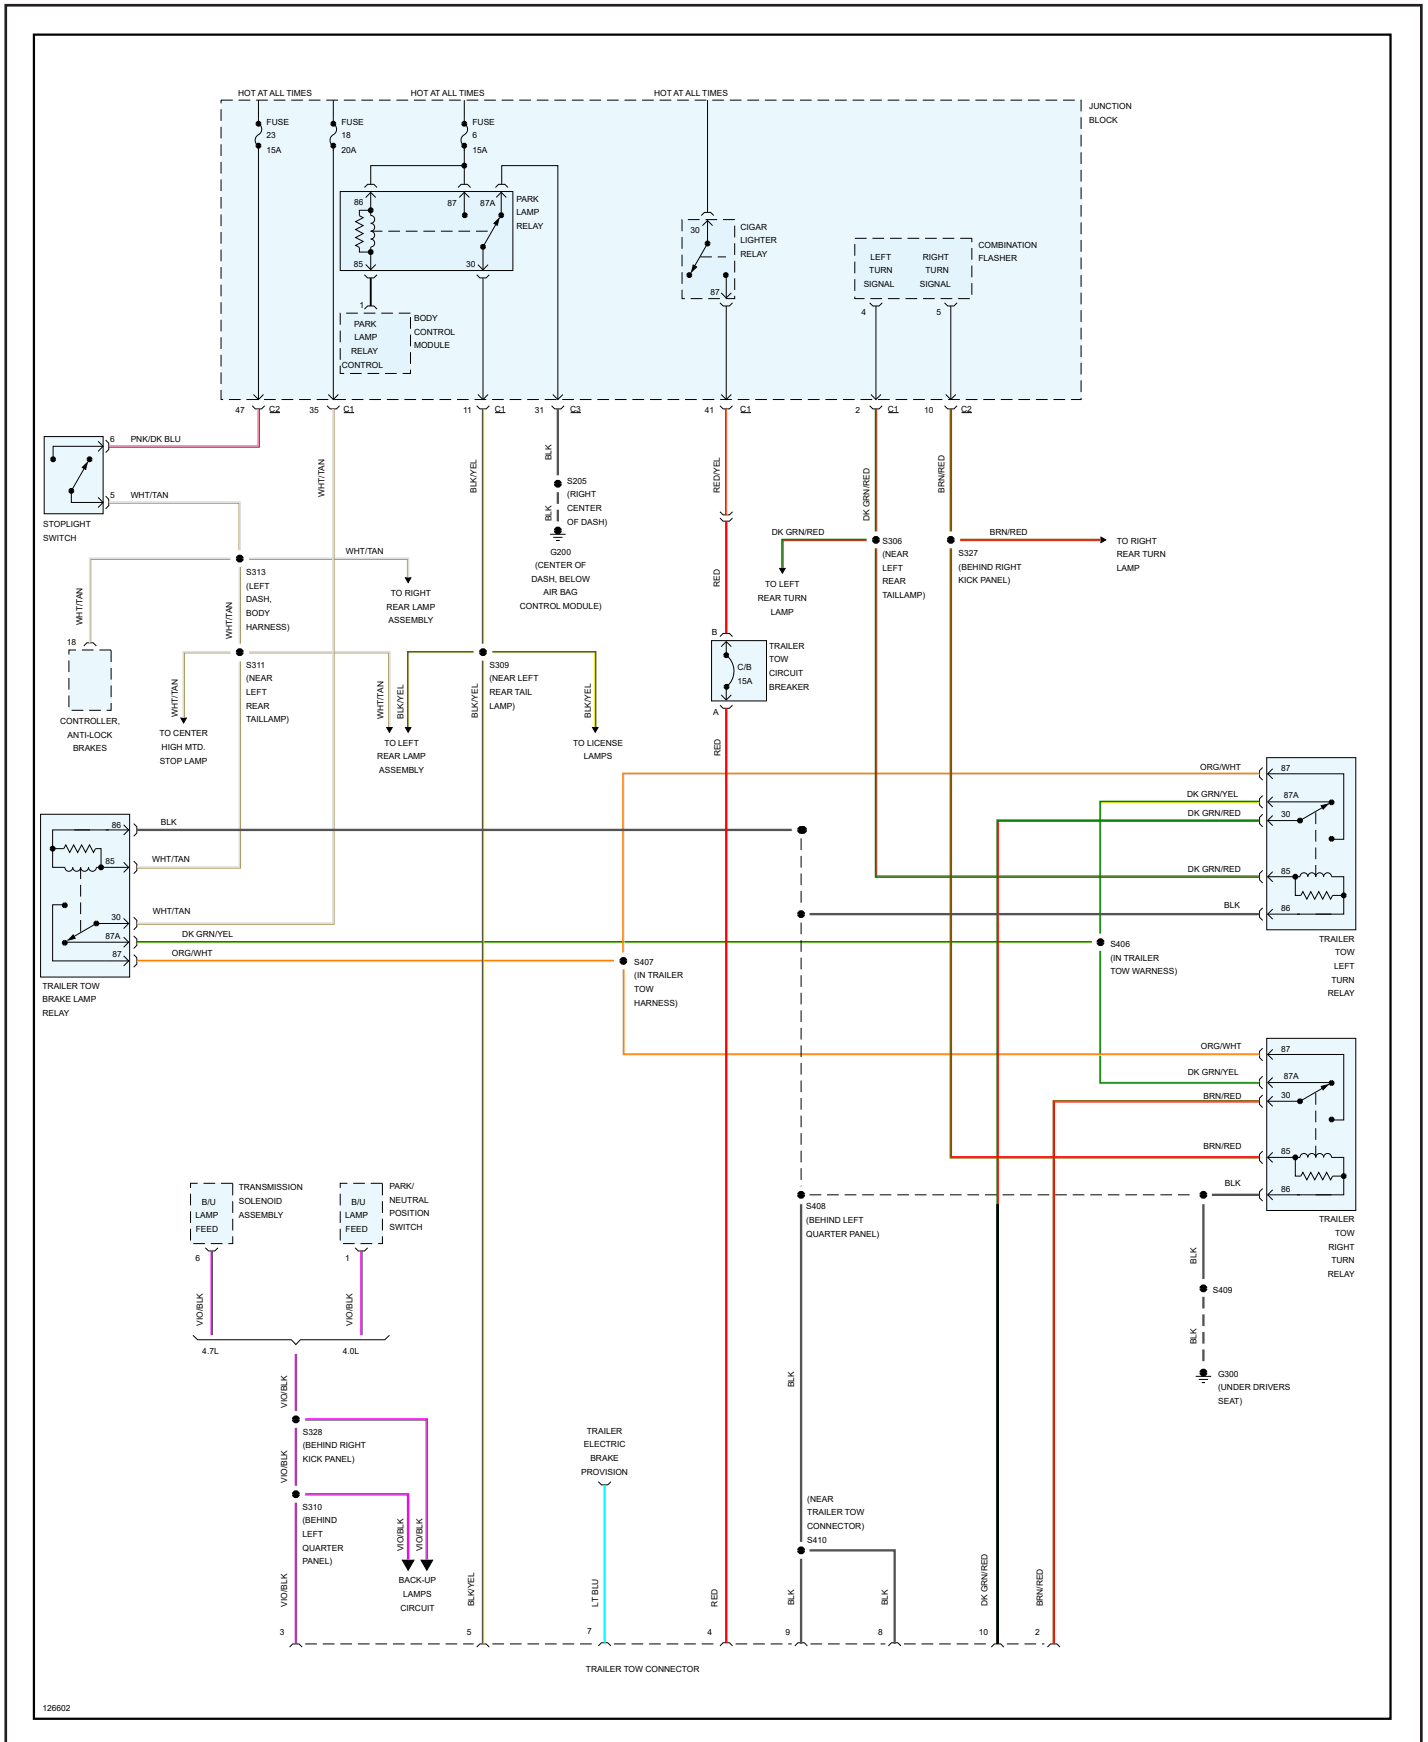 HOT AT ALL TIMES
HOT AT ALL TIMES
HOT AT ALL TIMES
JUNCTION
BLOCK
FUSE
23
15A
FUSE
18
20A
FUSE
6
15A
86
87
87A
85
30
PARK
LAMP
RELAY
1
PARK
LAMP
RELAY
CONTROL
BODY
CONTROL
MODULE
30
87
CIGAR
LIGHTER
RELAY
LEFT
TURN
SIGNAL
RIGHT
TURN
SIGNAL
COMBINATION
FLASHER
4
5
47
C2
35
C1
11
C1
31
C3
41
C1
2
C1
10
C2
6
PNK/DK BLU
5
WHT/TAN
STOPLIGHT
SWITCH
WHT/TAN
BLK/YEL
BLK
S205
(RIGHT
CENTER
OF DASH)
BLK
G200
(CENTER OF
DASH, BELOW
AIR BAG
CONTROL MODULE)
RED/YEL
RED
DK GRN/RED
BRN/RED
DK GRN/RED
S306
(NEAR
LEFT
REAR
TAILLAMP)
TO LEFT
REAR TURN
LAMP
BRN/RED
S327
(BEHIND RIGHT
KICK PANEL)
TO RIGHT
REAR TURN
LAMP
WHT/TAN
S313
(LEFT
DASH,
BODY
HARNESS)
TO RIGHT
REAR LAMP
ASSEMBLY
WHT/TAN
WHT/TAN
18
CONTROLLER,
ANTI-LOCK
BRAKES
S311
(NEAR
LEFT
REAR
TAILLAMP)
WHT/TAN
TO CENTER
HIGH MTD.
STOP LAMP
WHT/TAN
BLK/YEL
TO LEFT
REAR LAMP
ASSEMBLY
S309
(NEAR LEFT
REAR TAIL
LAMP)
BLK/YEL
BLK/YEL
TO LICENSE
LAMPS
B
C/B
15A
A
TRAILER
TOW
CIRCUIT
BREAKER
RED
86
BLK
85
WHT/TAN
30
WHT/TAN
87A
DK GRN/YEL
87
ORG/WHT
TRAILER TOW
BRAKE LAMP
RELAY
S407
(IN TRAILER
TOW
HARNESS)
ORG/WHT
87
DK GRN/YEL
87A
DK GRN/RED
30
DK GRN/RED
85
BLK
86
TRAILER
TOW
LEFT
TURN
RELAY
S406
(IN TRAILER
TOW WARNESS)
ORG/WHT
87
DK GRN/YEL
87A
BRN/RED
30
BRN/RED
85
BLK
86
TRAILER
TOW
RIGHT
TURN
RELAY
B/U
LAMP
FEED
TRANSMISSION
SOLENOID
ASSEMBLY
B/U
LAMP
FEED
PARK/
NEUTRAL
POSITION
SWITCH
6
1
VIO/BLK
VIO/BLK
4.7L
4.0L
S408
(BEHIND LEFT
QUARTER PANEL)
BLK
S409
BLK
G300
(UNDER DRIVERS
SEAT)
VIO/BLK
S328
(BEHIND RIGHT
KICK PANEL)
VIO/BLK
S310
(BEHIND
LEFT
QUARTER
PANEL)
VIO/BLK
VIO/BLK
BACK-UP
LAMPS
CIRCUIT
VIO/BLK
BLK/YEL
TRAILER
ELECTRIC
BRAKE
PROVISION
LT BLU
RED
BLK
(NEAR
TRAILER TOW
CONNECTOR)
S410
BLK
BLK
DK GRN/RED
BRN/RED
3
5
7
4
9
8
10
2
TRAILER TOW CONNECTOR
126602